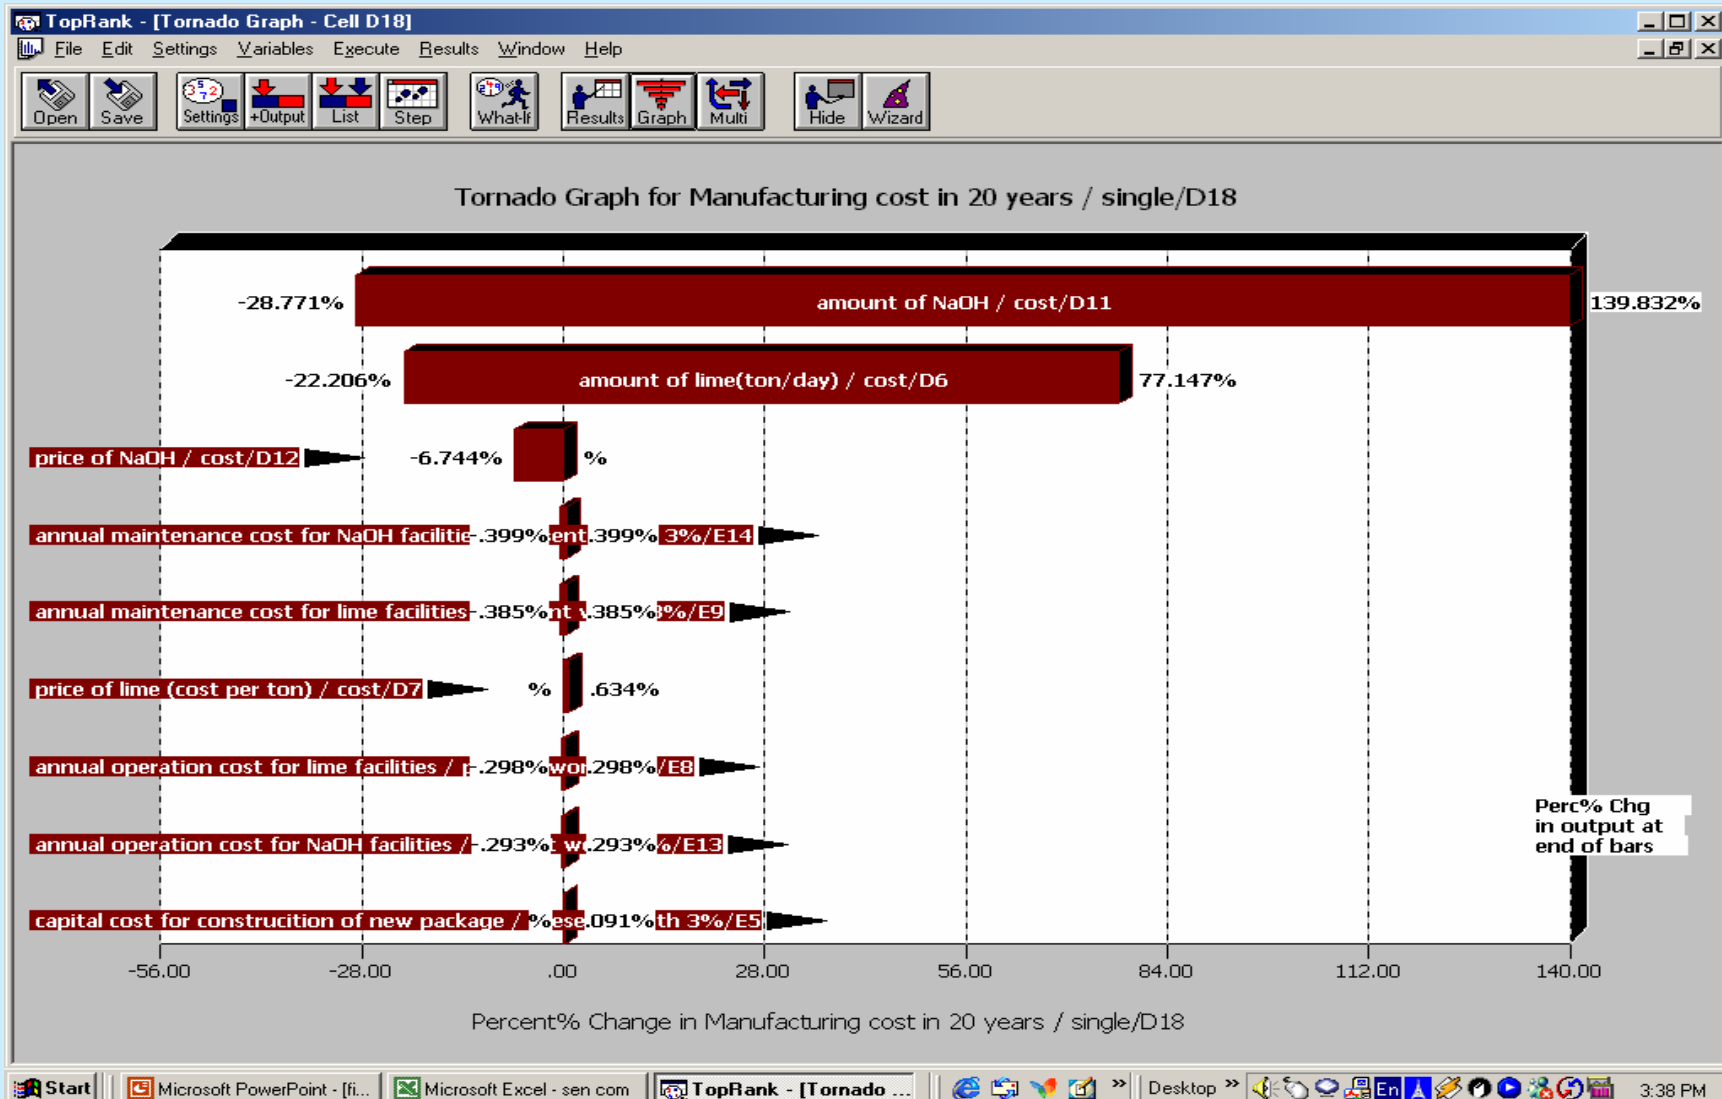 TopRank - [Tornado Graph - Cell D18]
File Edit Settings Variables Execute Results Window Help
Open Save Settings +Output List Step What-If Results Graph Multi Hide Wizard
Tornado Graph for Manufacturing cost in 20 years / single/D18
-28.771% amount of NaOH / cost/D11 139.832%
-22.206% amount of lime(ton/day) / cost/D6 77.147%
price of NaOH / cost/D12 -6.744% %
annual maintenance cost for NaOH facilitie -.399% ent .399% 3%/E14
annual maintenance cost for lime facilities -.385% nt .385% 3%/E9
price of lime (cost per ton) / cost/D7 % .634%
annual operation cost for lime facilities / -.298% wor .298% /E8
annual operation cost for NaOH facilities / -.293% .293% %/E13
capital cost for construcition of new package / % ese .091% th 3%/E5
Perc% Chg
in output at
end of bars
-56.00 -28.00 .00 28.00 56.00 84.00 112.00 140.00
Percent% Change in Manufacturing cost in 20 years / single/D18
Start Microsoft PowerPoint - [fi... Microsoft Excel - sen com TopRank - [Tornado ... » Desktop » En 3:38 PM